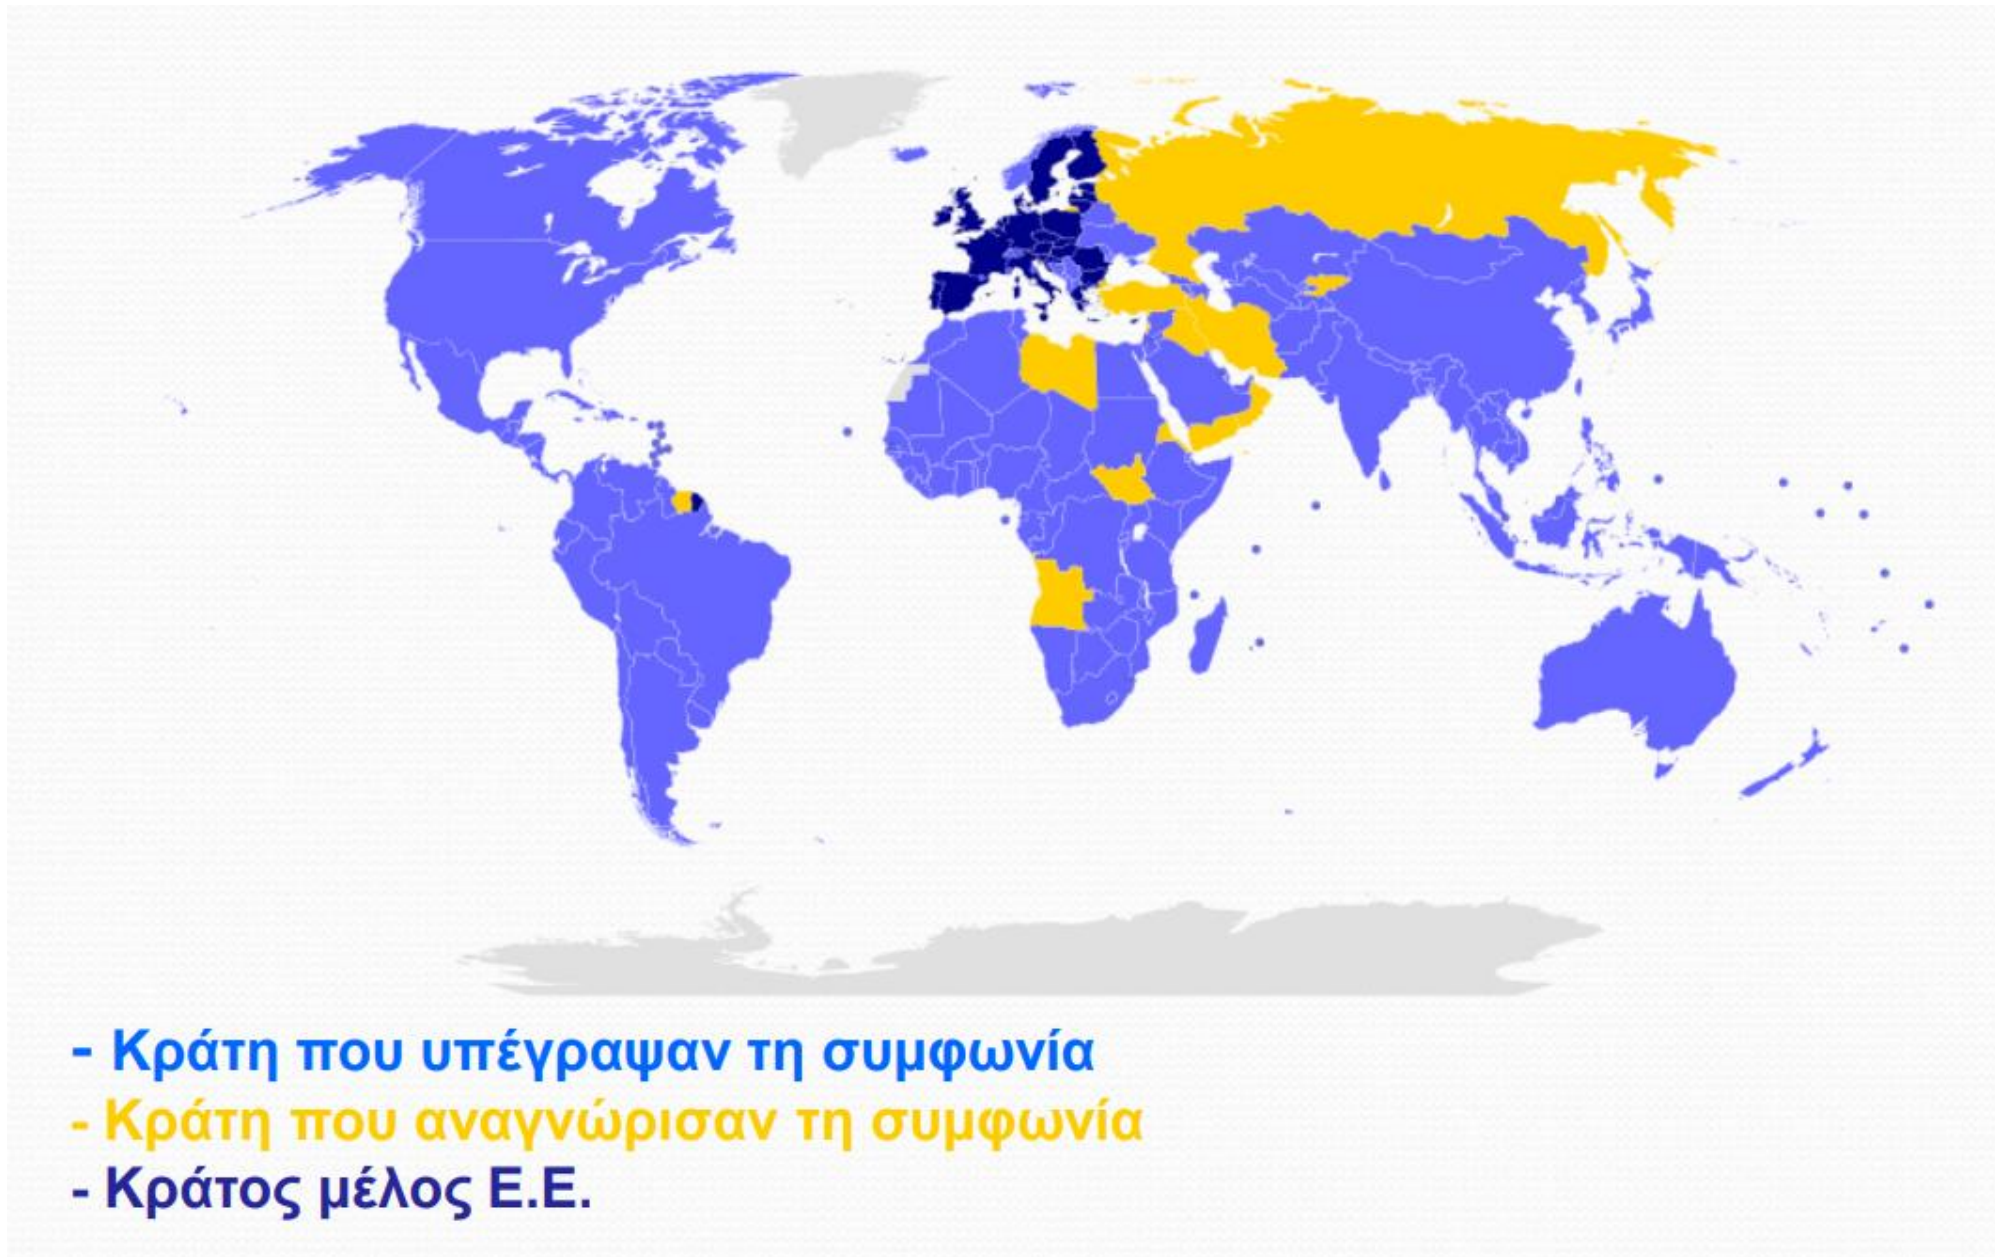 - Κράτη που υπέγραψαν τη συμφωνία
- Κράτη που αναγνώρισαν τη συμφωνία
- Κράτος μέλος Ε.Ε.